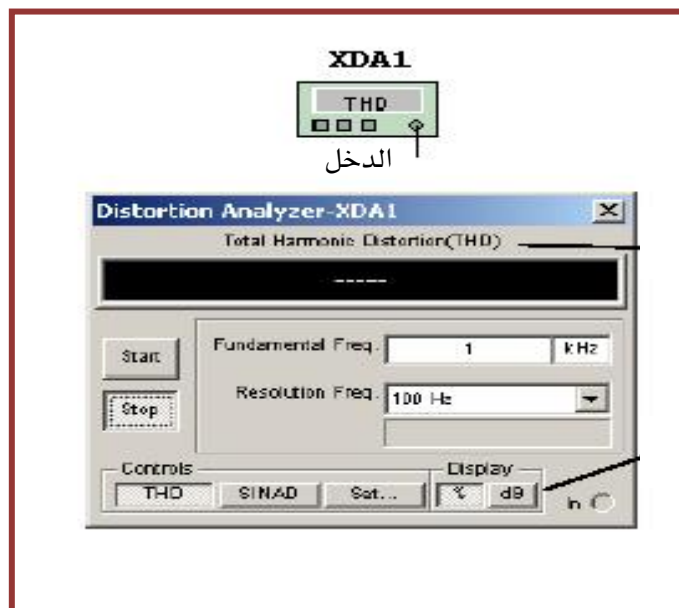 XDA1
THD
الدخل
Distortion Analyzer-XDA1
Total Harmonic Distortion(THD)
-----
Start
Fundamental Freq. 1 kHz
Stop
Resolution Freq. 100 Hz
Controls
Display
THD SINAD Set... % dB
In